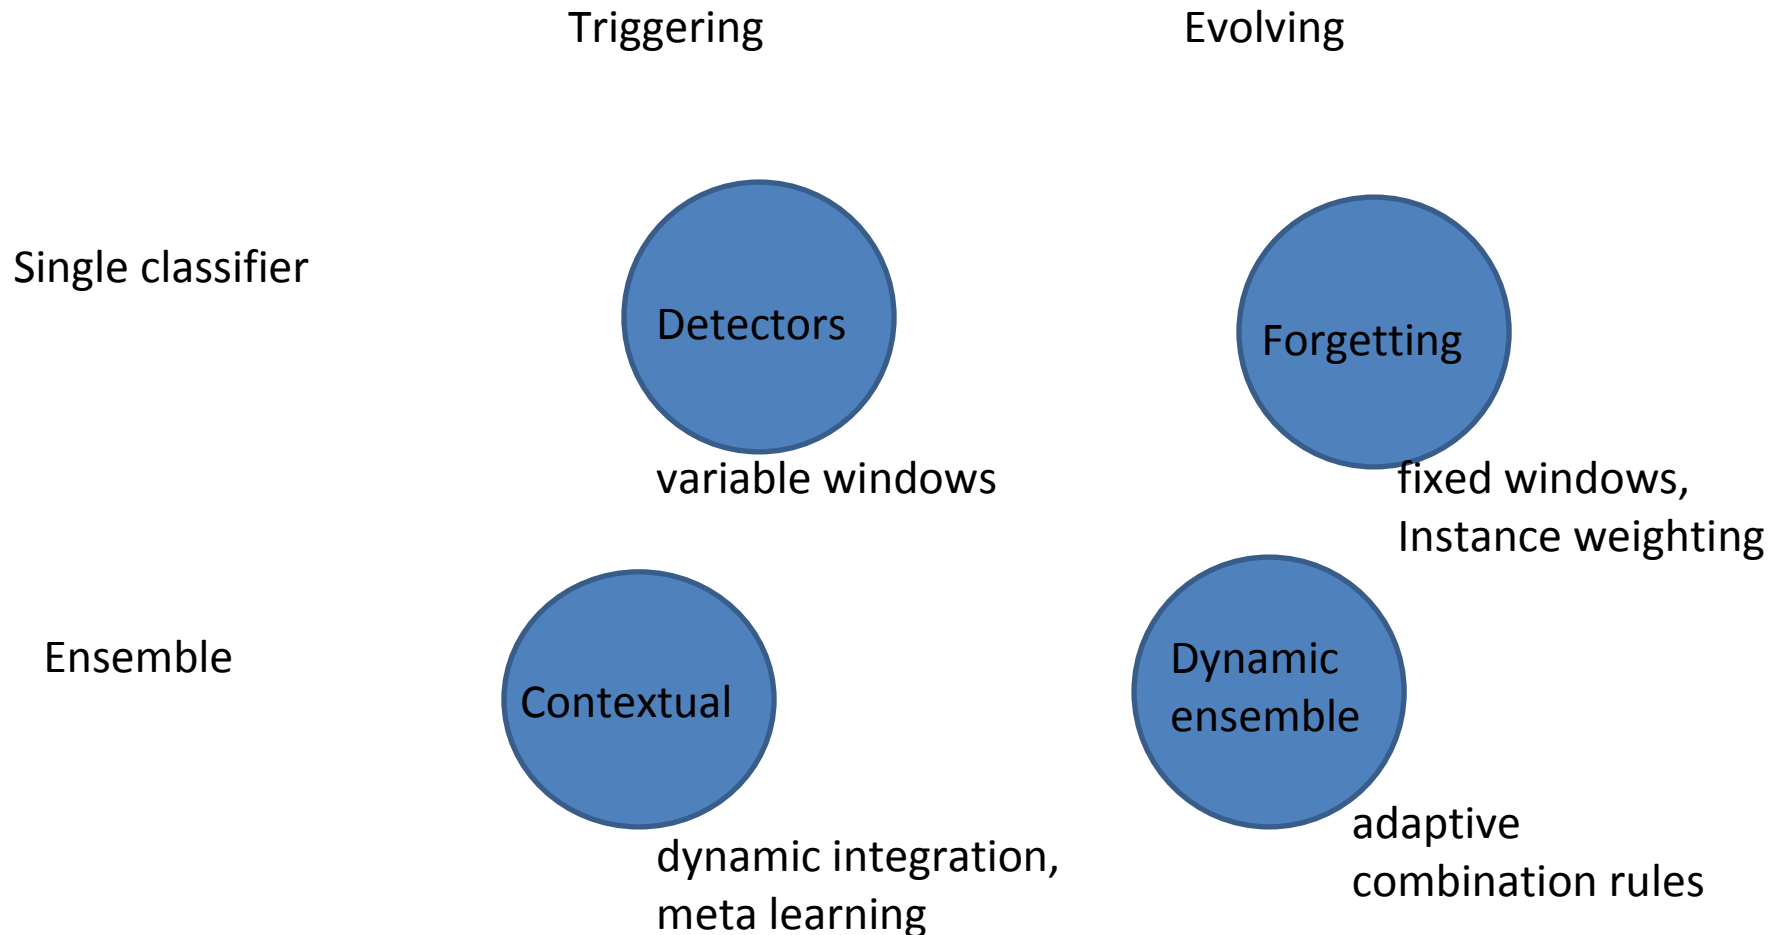 Triggering
Evolving
Single classifier
Detectors
Forgetting
variable windows
fixed windows,
Instance weighting
Ensemble
Contextual
Dynamic
ensemble
dynamic integration,
meta learning
adaptive
combination rules